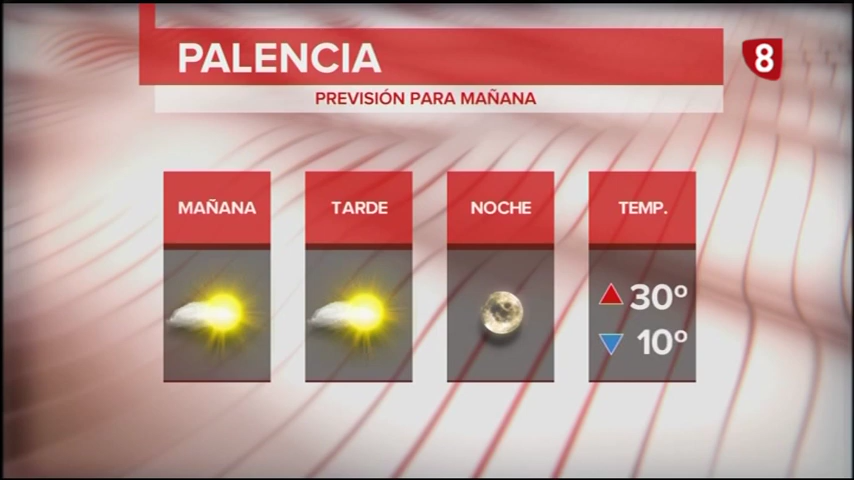 PALENCIA
8
PREVISIÓN PARA MAÑANA
MAÑANA
TARDE
NOCHE
TEMP.
30º
10º